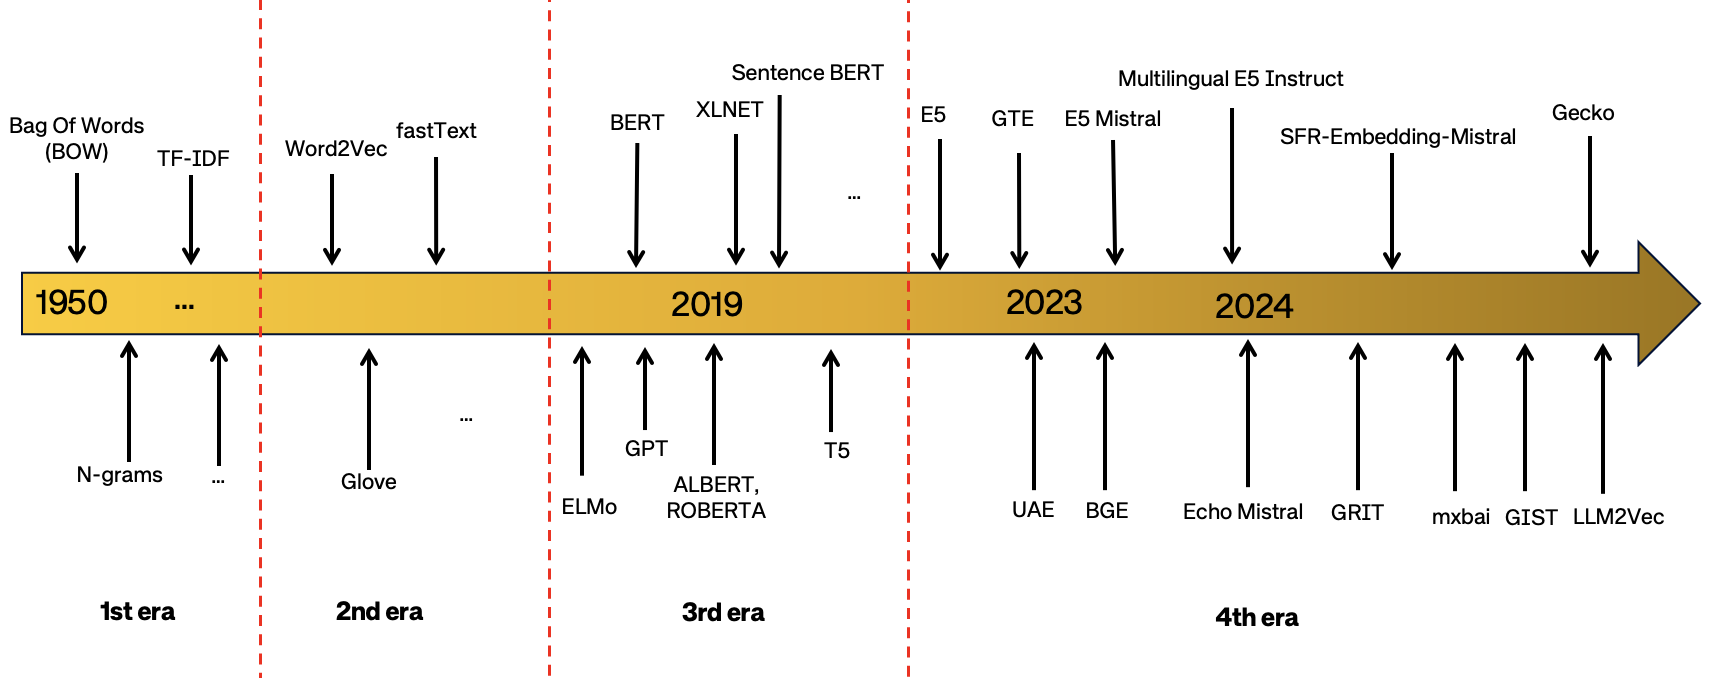 Sentence BERT
Multilingual E5 Instruct
Bag Of Words
(BOW)
TF-IDF
Word2Vec
fastText
BERT
XLNET
...
E5
GTE
E5 Mistral
SFR-Embedding-Mistral
Gecko
1950
...
2019
2023
2024
N-grams
...
Glove
...
ELMo
GPT
ALBERT,
ROBERTA
T5
UAE
BGE
Echo Mistral
GRIT
mxbai
GIST
LLM2Vec
1st era
2nd era
3rd era
4th era